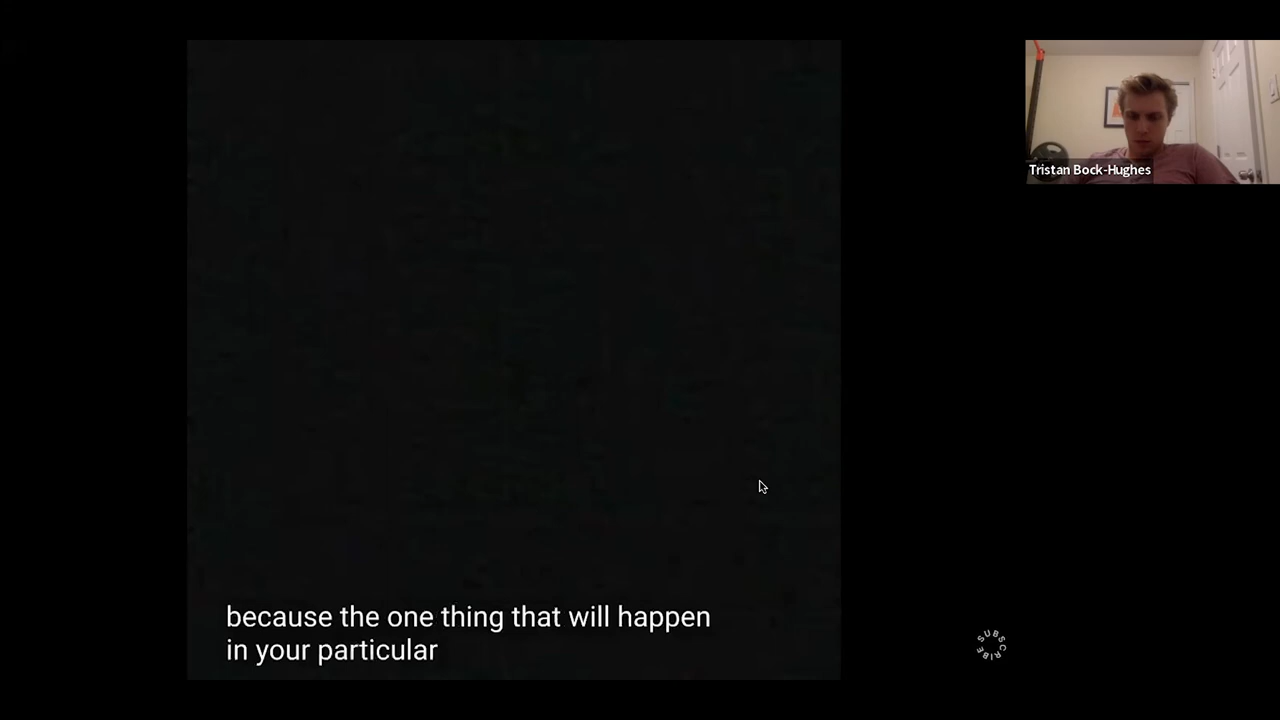 Tristan Bock-Hughes
because the one thing that will happen
in your particular
SUBSCRIBE